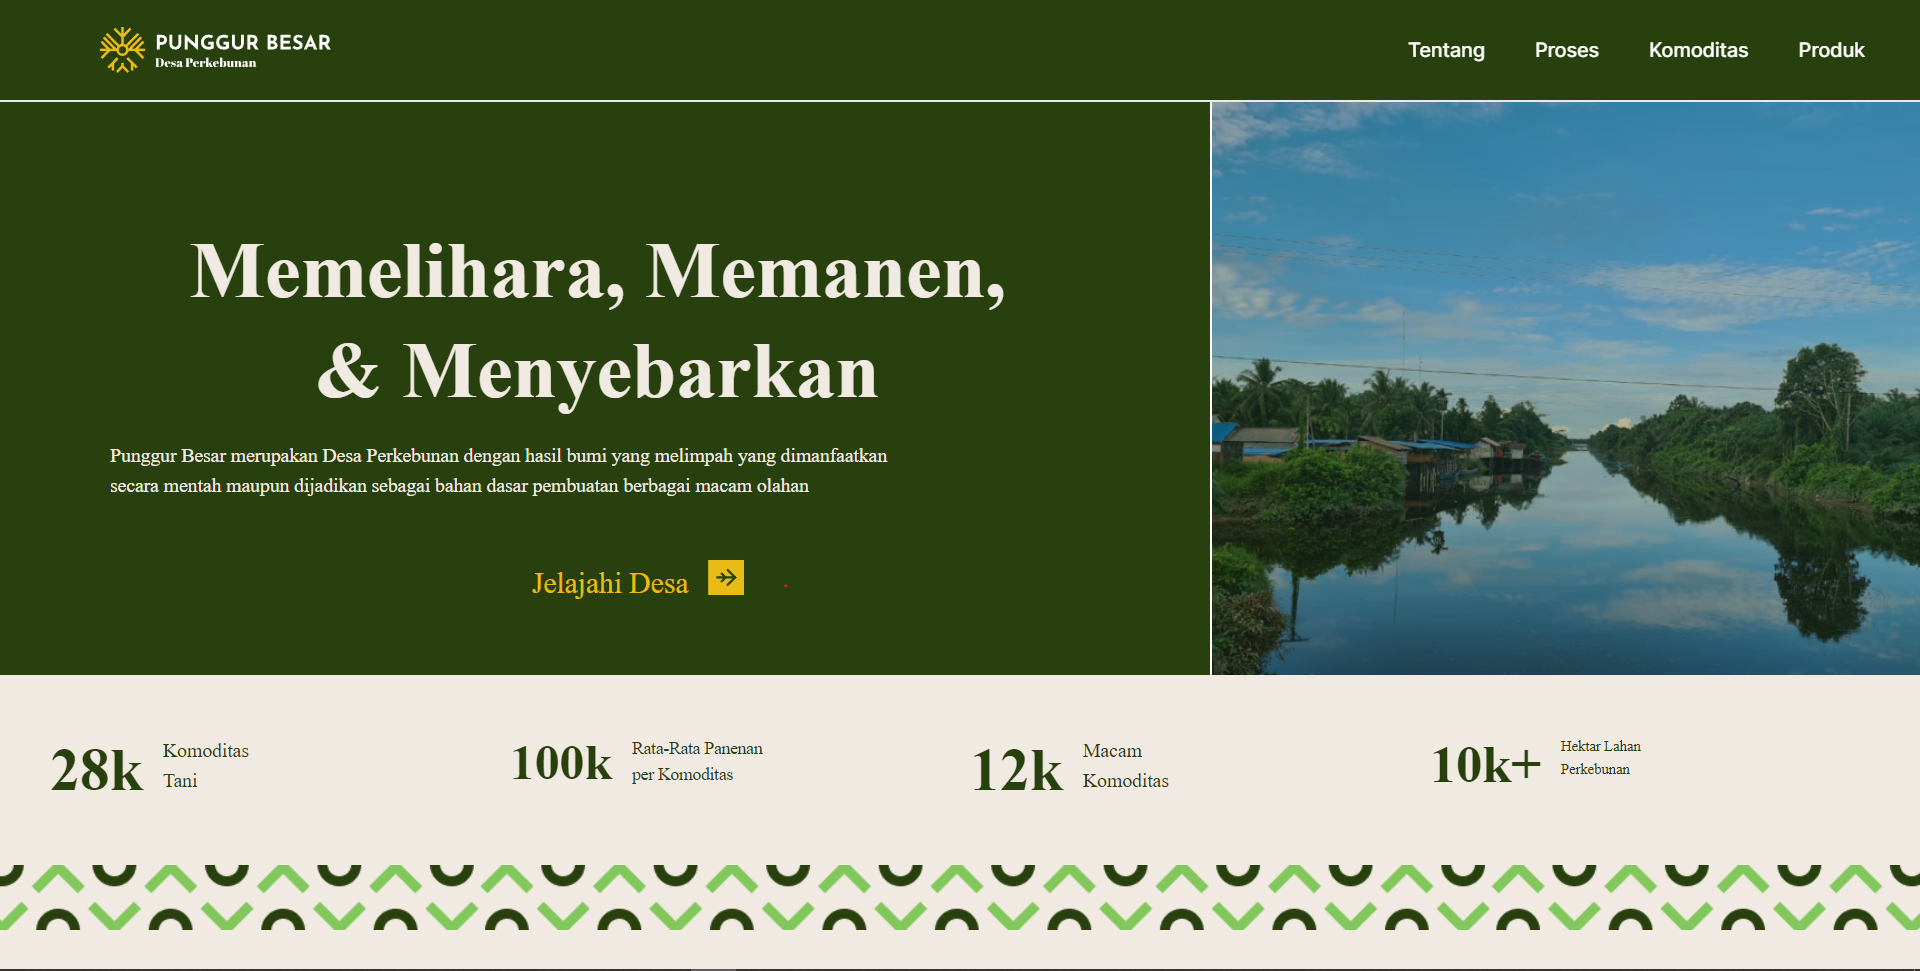 PUNGGUR BESAR
Desa Perkebunan
Tentang Proses Komoditas Produk
Memelihara, Memanen,
& Menyebarkan
Punggur Besar merupakan Desa Perkebunan dengan hasil bumi yang melimpah yang dimanfaatkan
secara mentah maupun dijadikan sebagai bahan dasar pembuatan berbagai macam olahan
Jelajahi Desa
28k
Komoditas
Tani
100k
Rata-Rata Panenan
per Komoditas
12k
Macam
Komoditas
10k+
Hektar Lahan
Perkebunan